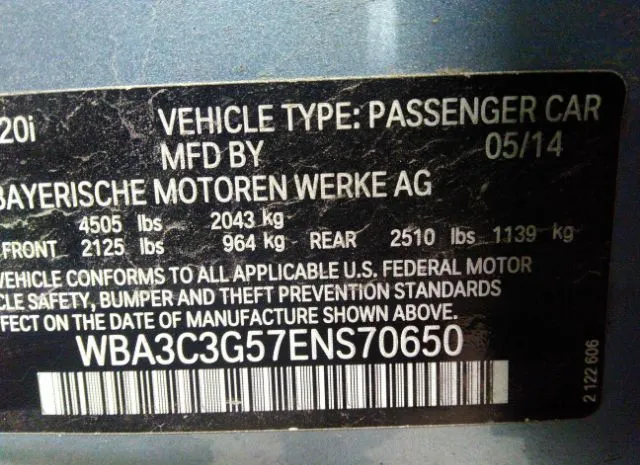 20i VEHICLE TYPE: PASSENGER CAR
MFD BY 05/14
BAYERISCHE MOTOREN WERKE AG
4505 lbs 2043 kg
FRONT 2125 lbs 964 kg REAR 2510 lbs 1139 kg
VEHICLE CONFORMS TO ALL APPLICABLE U.S. FEDERAL MOTOR
CLE SAFETY, BUMPER AND THEFT PREVENTION STANDARDS
EFFECT ON THE DATE OF MANUFACTURE SHOWN ABOVE.
WBA3C3G57ENS70650
2 122 606